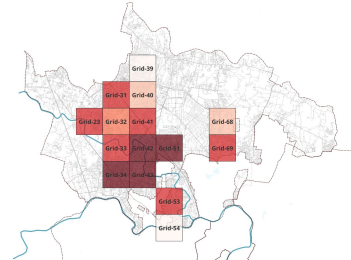 Grid-39
Grid-31 Grid-40
Grid-23 Grid-32 Grid-41 Grid-68
Grid-33 Grid-42 Grid-51 Grid-69
Grid-34 Grid-43
Grid-53
Grid-54